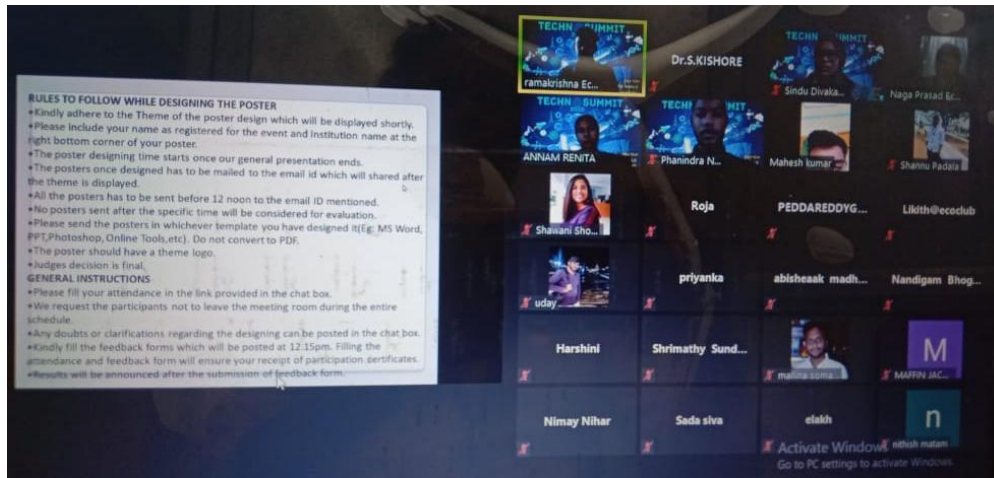 RULES TO FOLLOW WHILE DESIGNING THE POSTER
•Kindly adhere to the Theme of the poster design which will be displayed shortly.
•Please include your name as registered for the event and Institution name at the
right bottom corner of your poster.
•The poster designing time starts once our general presentation ends.
•The posters once designed has to be mailed to the email id which will shared after
the theme is displayed.
•All the posters has to be sent before 12 noon to the email ID mentioned.
•No posters sent after the specific time will be considered for evaluation.
•Please send the posters in whichever template you have designed it(Eg: MS Word,
PPT,Photoshop, Online Tools,etc). Do not convert to PDF.
•The poster should have a theme logo.
•Judges decision is final.
GENERAL INSTRUCTIONS
•Please fill your attendance in the link provided in the chat box.
•We request the participants not to leave the meeting room during the entire
schedule.
•Any doubts or clarifications regarding the designing can be posted in the chat box.
•Kindly fill the feedback forms which will be posted at 12.15pm. Filling the
attendance and feedback form will ensure your receipt of participation certificates.
•Results will be announced after the submission of feedback form.
TECHN SUMMIT
ramakrishna Ec...
Dr.S.KISHORE
TECHN UMMIT
Sindu Divaka...
Naga Prasad Ec...
TECHN SUMMIT
ANNAM RENITA
TECH MIT
Phanindra N...
Mahesh kumar
Shannu Padala
Shawani Sho...
Roja
PEDDAREDDYG...
Likith@ecoclub
uday
priyanka
abisheaak madh...
Nandigam Bhog...
Harshini
Shrimathy Sund...
mallina soma
M
MAFFIN JAC...
Nimay Nihar
Sada siva
elakh
n
nithish matam
Activate Windows
Go to PC settings to activate Windows.